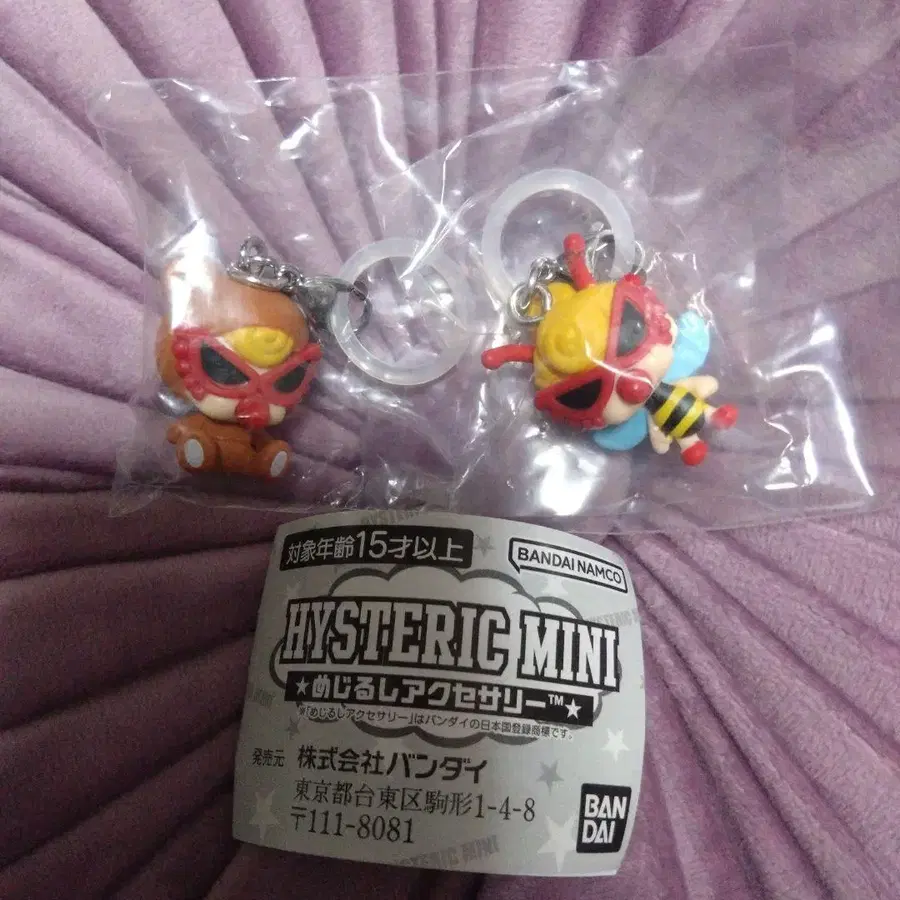 HYSTERIC MINI
対象年齢15才以上
BANDAI NAMCO
HYSTERIC MINI
★めじるしアクセサリー™★
※「めじるしアクセサリー」はバンダイの日本国登録商標です。
発売元 株式会社バンダイ
東京都台東区駒形1-4-8
〒111-8081
BAN
DAI
HYSTERIC MINI